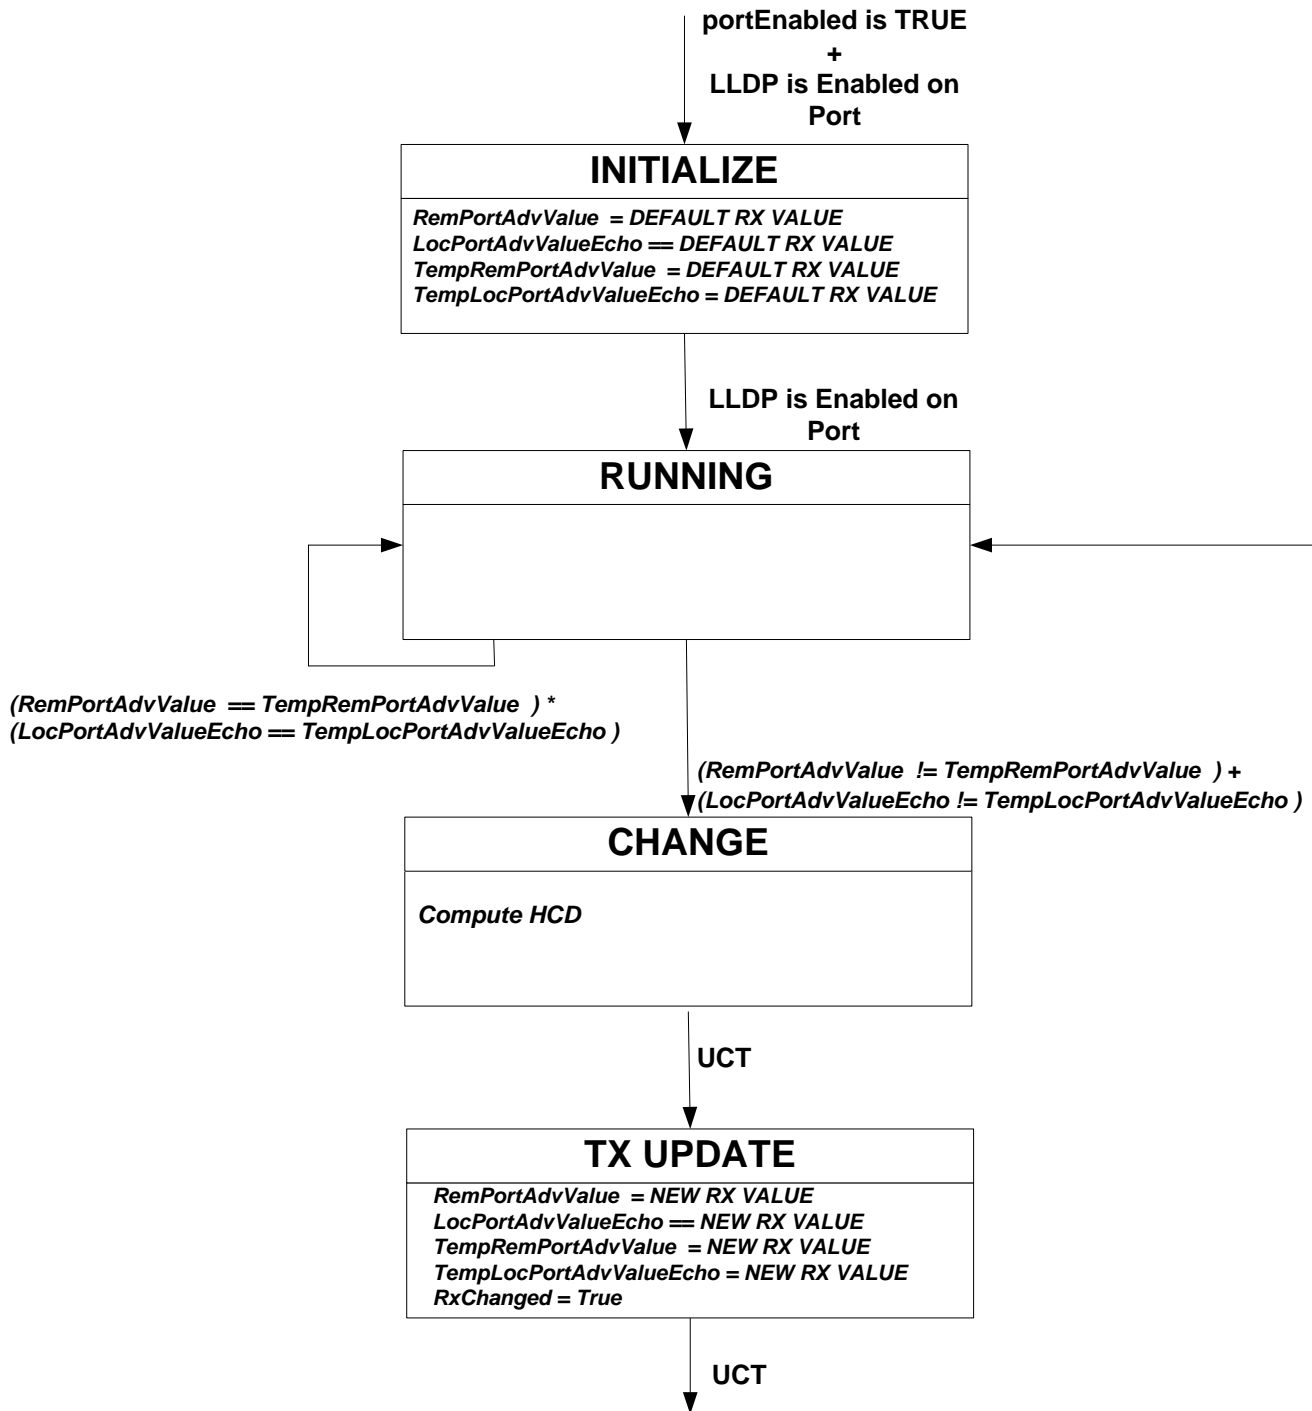 portEnabled is TRUE
+
LLDP is Enabled on
Port
INITIALIZE
RemPortAdvValue = DEFAULT RX VALUE
LocPortAdvValueEcho == DEFAULT RX VALUE
TempRemPortAdvValue = DEFAULT RX VALUE
TempLocPortAdvValueEcho = DEFAULT RX VALUE
LLDP is Enabled on
Port
RUNNING
(RemPortAdvValue == TempRemPortAdvValue ) *
(LocPortAdvValueEcho == TempLocPortAdvValueEcho )
(RemPortAdvValue != TempRemPortAdvValue ) +
(LocPortAdvValueEcho != TempLocPortAdvValueEcho )
CHANGE
Compute HCD
UCT
TX UPDATE
RemPortAdvValue = NEW RX VALUE
LocPortAdvValueEcho == NEW RX VALUE
TempRemPortAdvValue = NEW RX VALUE
TempLocPortAdvValueEcho = NEW RX VALUE
RxChanged = True
UCT